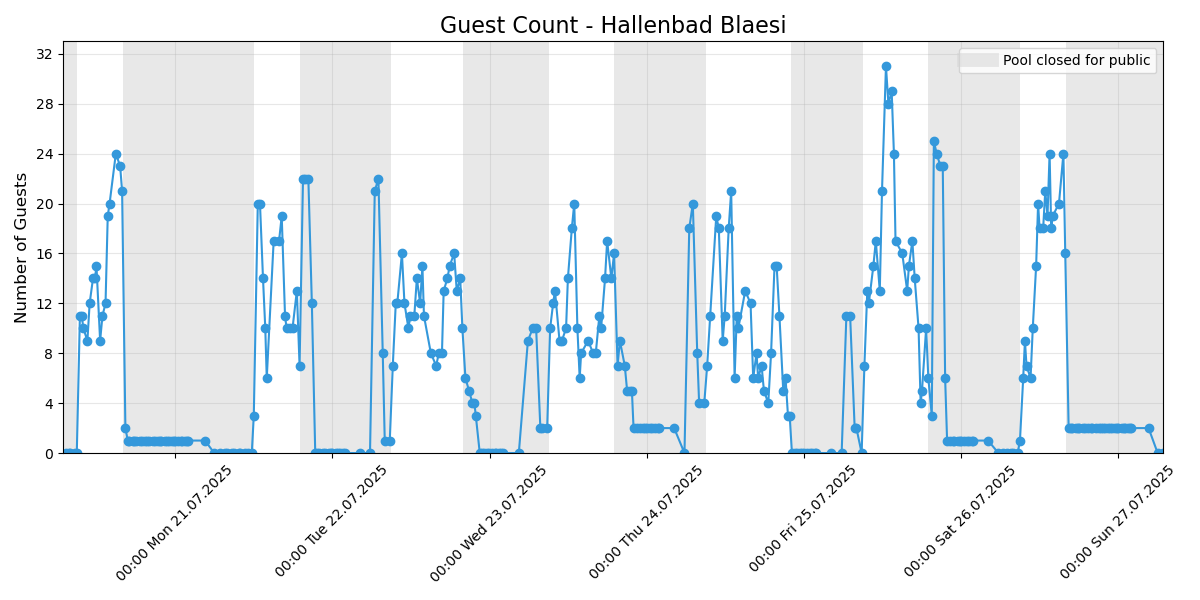 Guest Count - Hallenbad Blaesi
Pool closed for public
Number of Guests
32
28
24
20
16
12
8
4
0
00:00 Mon 21.07.2025
00:00 Tue 22.07.2025
00:00 Wed 23.07.2025
00:00 Thu 24.07.2025
00:00 Fri 25.07.2025
00:00 Sat 26.07.2025
00:00 Sun 27.07.2025